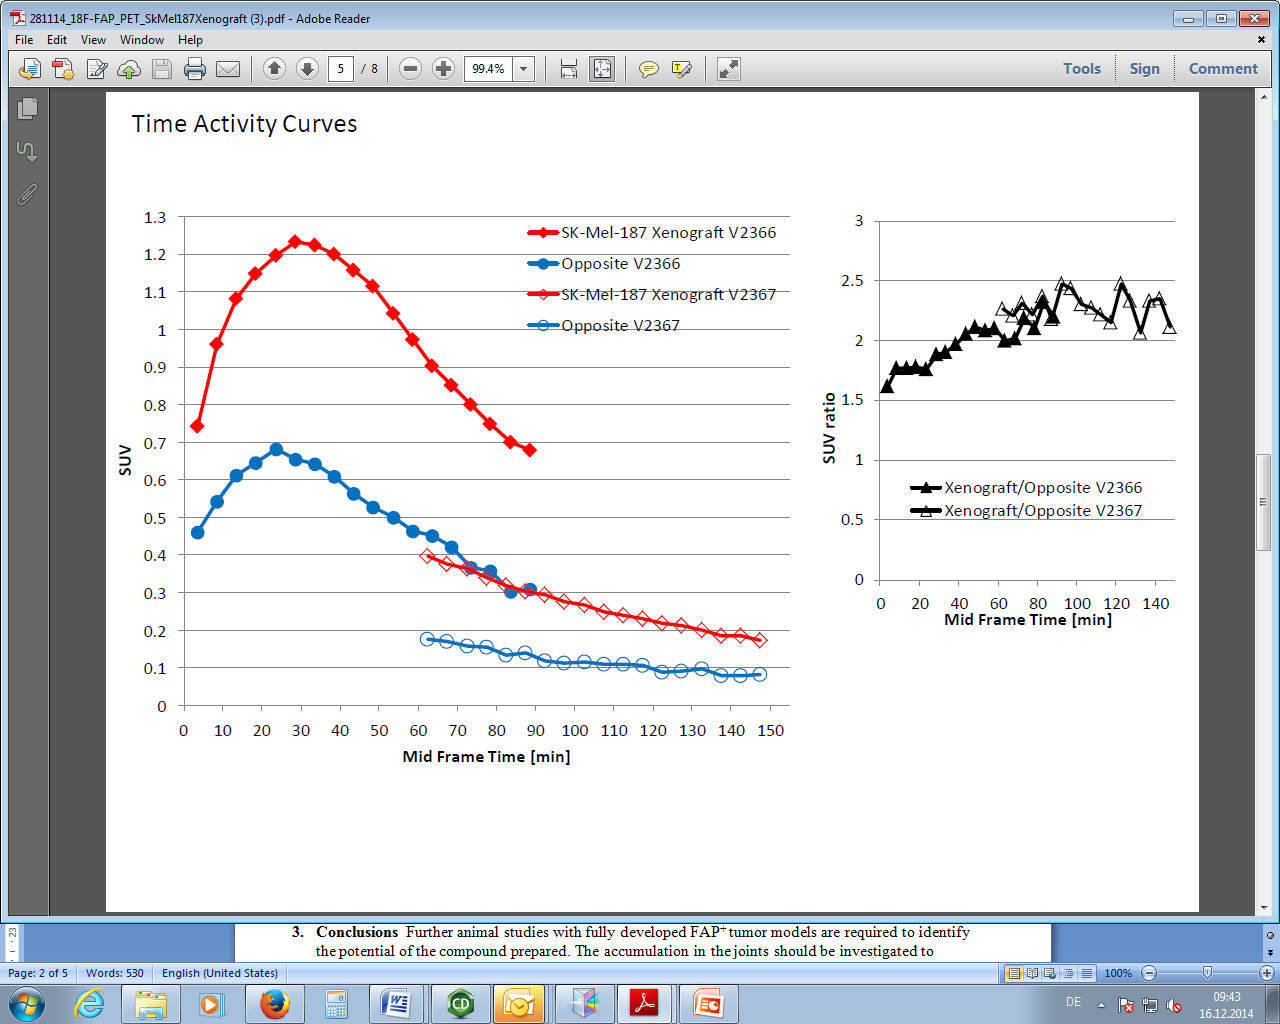 281114_18F-FAP_PET_SkMel187Xenograft (3).pdf - Adobe Reader
File Edit View Window Help
5 / 8 99.4% Tools Sign Comment
Time Activity Curves
SK-Mel-187 Xenograft V2366
Opposite V2366
SK-Mel-187 Xenograft V2367
Opposite V2367
1.3
1.2
1.1
1
0.9
0.8
0.7
0.6
0.5
0.4
0.3
0.2
0.1
0
SUV
0 10 20 30 40 50 60 70 80 90 100 110 120 130 140 150
Mid Frame Time [min]
3
2.5
2
1.5
1
0.5
0
SUV ratio
Xenograft/Opposite V2366
Xenograft/Opposite V2367
0 20 40 60 80 100 120 140
Mid Frame Time [min]
23
3. Conclusions Further animal studies with fully developed FAP+ tumor models are required to identify
the potential of the compound prepared. The accumulation in the joints should be investigated to
Page: 2 of 5 Words: 530 English (United States) 100%
CD DE 09:43
16.12.2014